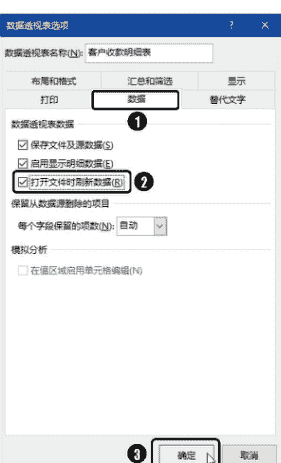 数据透视表选项 ? ×
数据透视表名称(N): 客户收款明细表
布局和格式 汇总和筛选 显示
打印 数据 替代文字
1
数据透视表数据
保存文件及源数据(S)
启用显示明细数据(E)
打开文件时刷新数据(R) 2
保留从数据源删除的项目
每个字段保留的项数(N): 自动
模拟分析
在值区域启用单元格编辑(N)
3 确定 取消